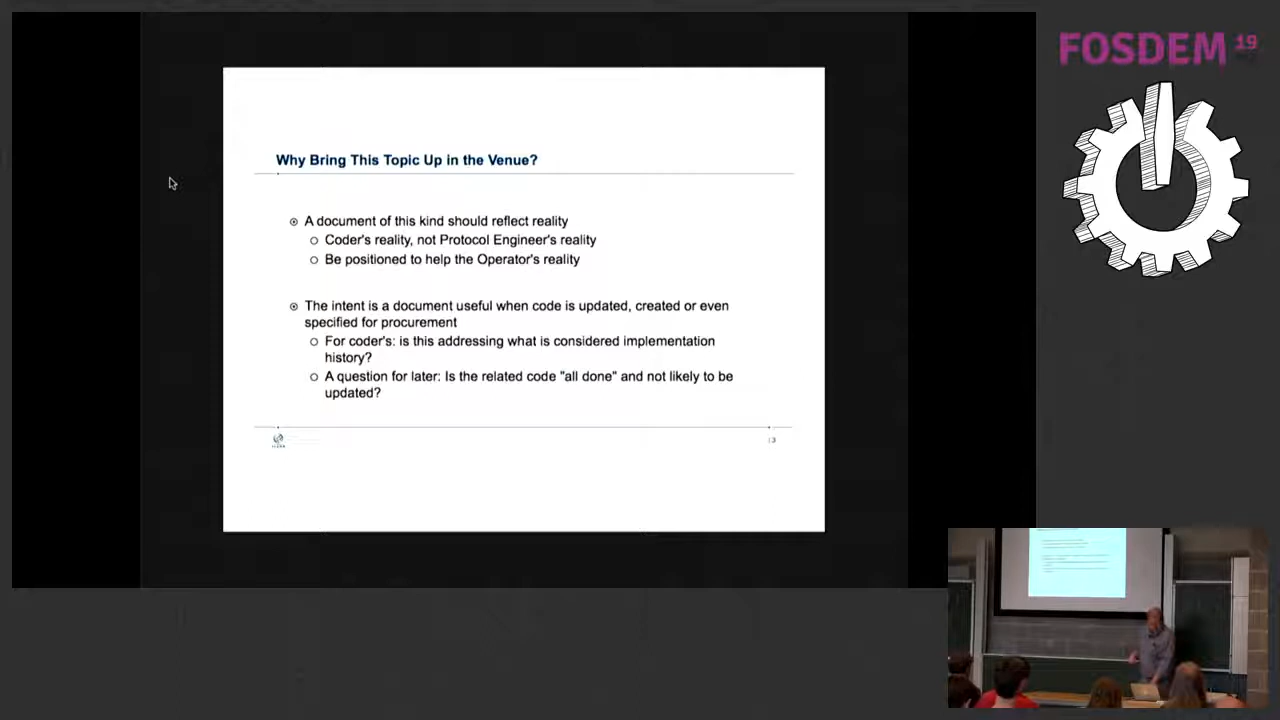 FOSDEM 19
Why Bring This Topic Up in the Venue?
A document of this kind should reflect reality
Coder's reality, not Protocol Engineer's reality
Be positioned to help the Operator's reality
The intent is a document useful when code is updated, created or even
specified for procurement
For coder's: is this addressing what is considered implementation
history?
A question for later: Is the related code "all done" and not likely to be
updated?
| 3